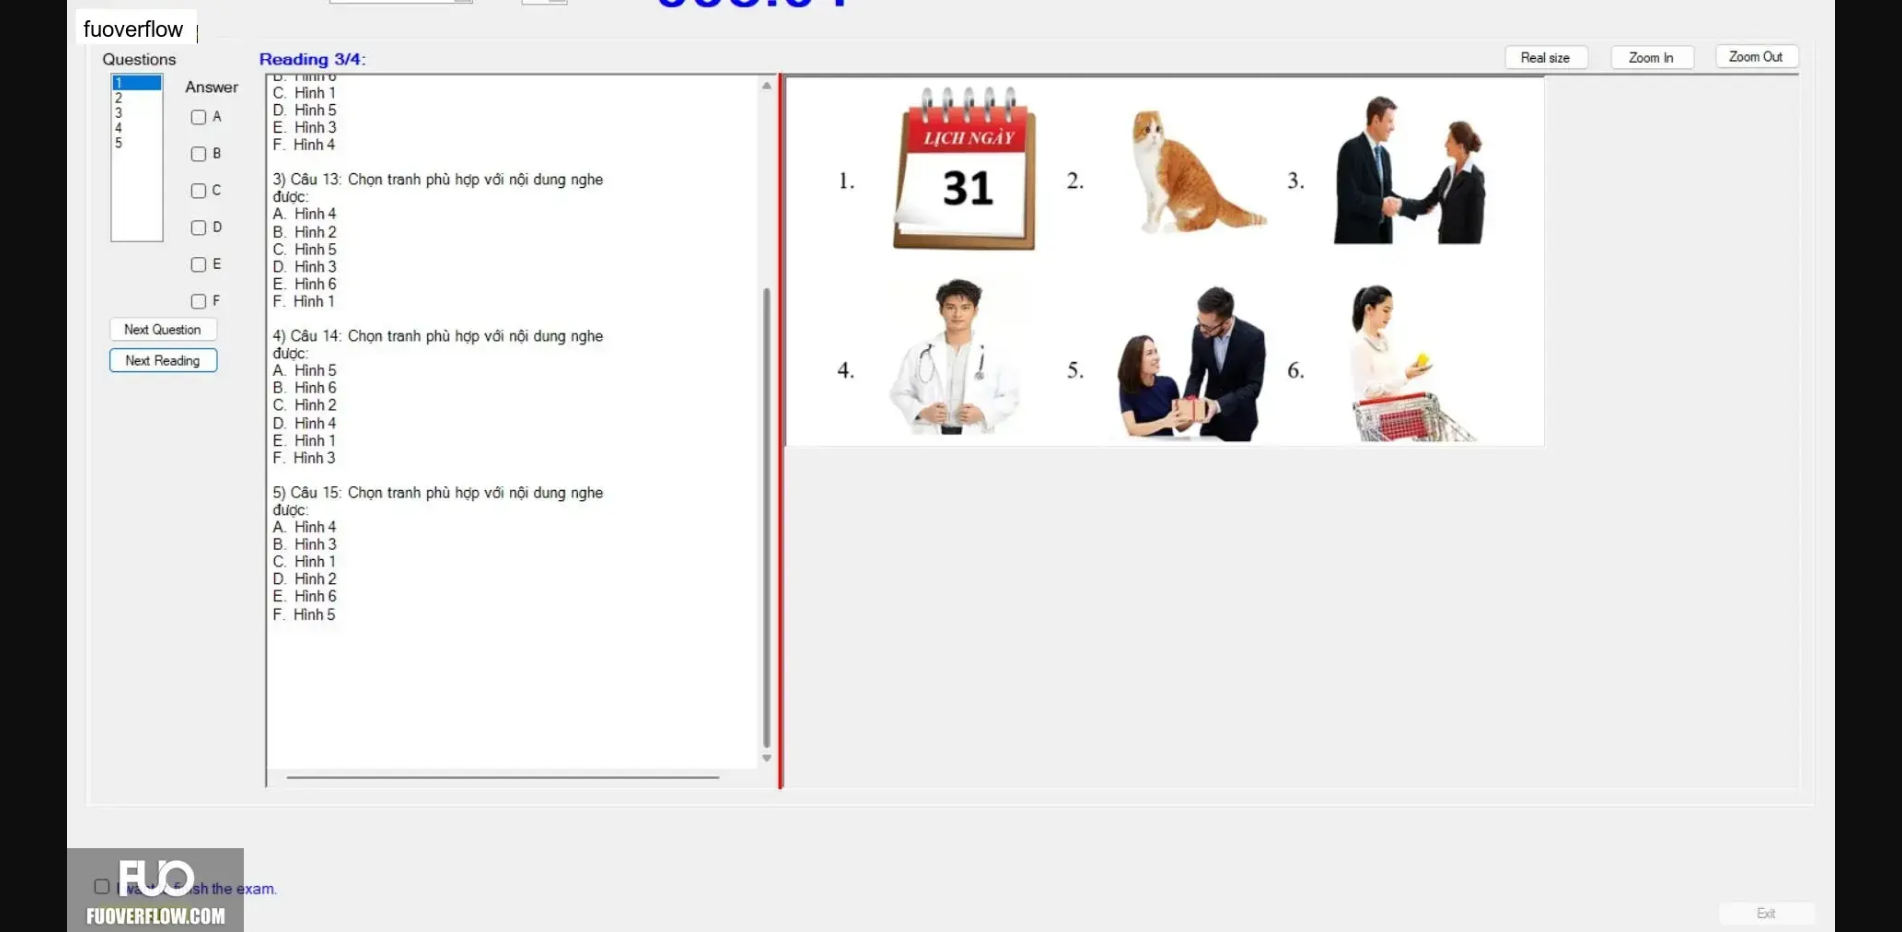 fuoverflow
Questions
Reading 3/4:
Real size
Zoom In
Zoom Out
1
2
3
4
5
Answer
A
B
C
D
E
F
Next Question
Next Reading
C. Hình 1
D. Hình 5
E. Hình 3
F. Hình 4
3) Câu 13: Chọn tranh phù hợp với nội dung nghe
được:
A. Hình 4
B. Hình 2
C. Hình 5
D. Hình 3
E. Hình 6
F. Hình 1
4) Câu 14: Chọn tranh phù hợp với nội dung nghe
được:
A. Hình 5
B. Hình 6
C. Hình 2
D. Hình 4
E. Hình 1
F. Hình 3
5) Câu 15: Chọn tranh phù hợp với nội dung nghe
được:
A. Hình 4
B. Hình 3
C. Hình 1
D. Hình 2
E. Hình 6
F. Hình 5
1.
LỊCH NGÀY
31
2.
3.
4.
5.
6.
FUO
the exam.
FUOVERFLOW.COM
Exit